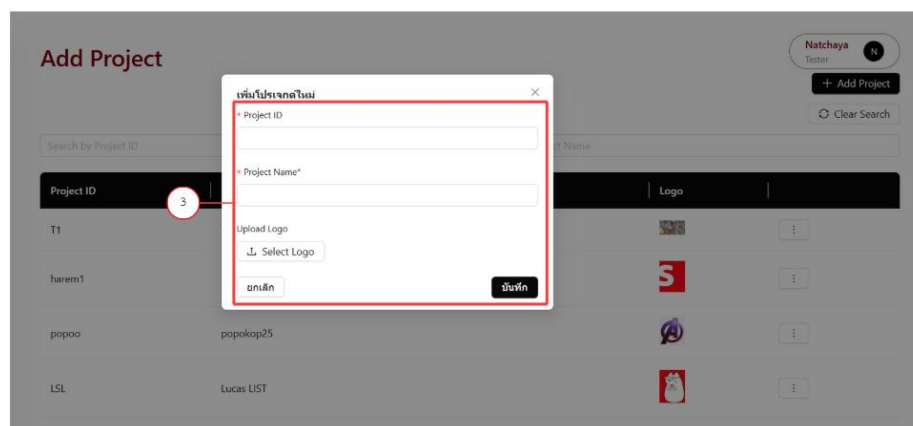 Add Project
Natchaya
Tester
N
+ Add Project
Clear Search
เพิ่มโปรเจกต์ใหม่
* Project ID
Search by Project ID
ct Name
* Project Name*
Project ID
Logo
3
T1
Upload Logo
Select Logo
harem1
S
ยกเลิก
บันทึก
popoo
popokop25
LSL
Lucas LIST